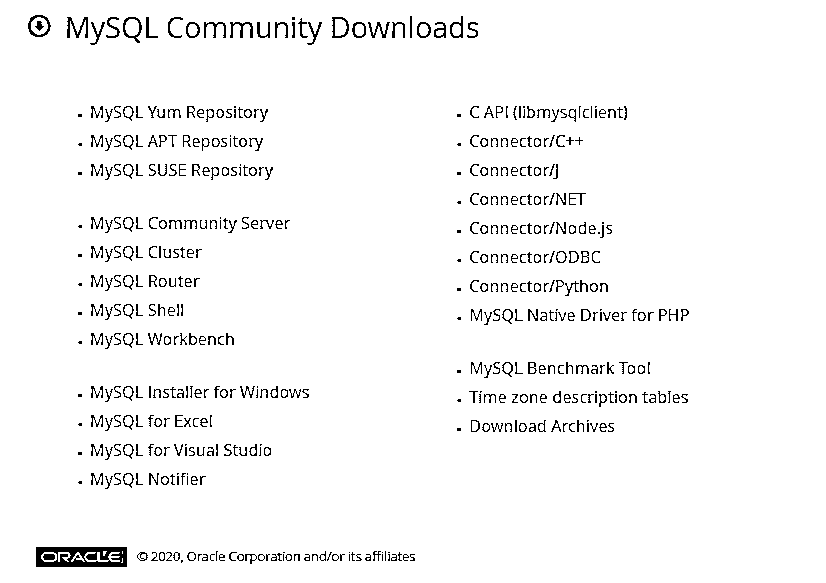 MySQL Community Downloads
MySQL Yum Repository
MySQL APT Repository
MySQL SUSE Repository
MySQL Community Server
MySQL Cluster
MySQL Router
MySQL Shell
MySQL Workbench
MySQL Installer for Windows
MySQL for Excel
MySQL for Visual Studio
MySQL Notifier
C API (libmysqlclient)
Connector/C++
Connector/J
Connector/NET
Connector/Node.js
Connector/ODBC
Connector/Python
MySQL Native Driver for PHP
MySQL Benchmark Tool
Time zone description tables
Download Archives
ORACLE © 2020, Oracle Corporation and/or its affiliates